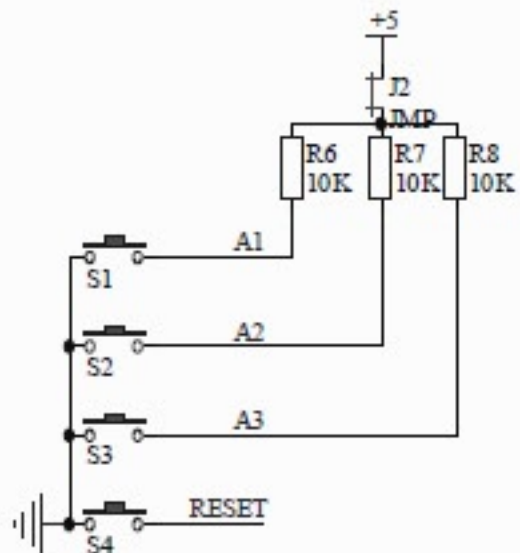 +5
J2
JMP
R6 R7 R8
10K 10K 10K
A1
S1
A2
S2
A3
S3
RESET
S4